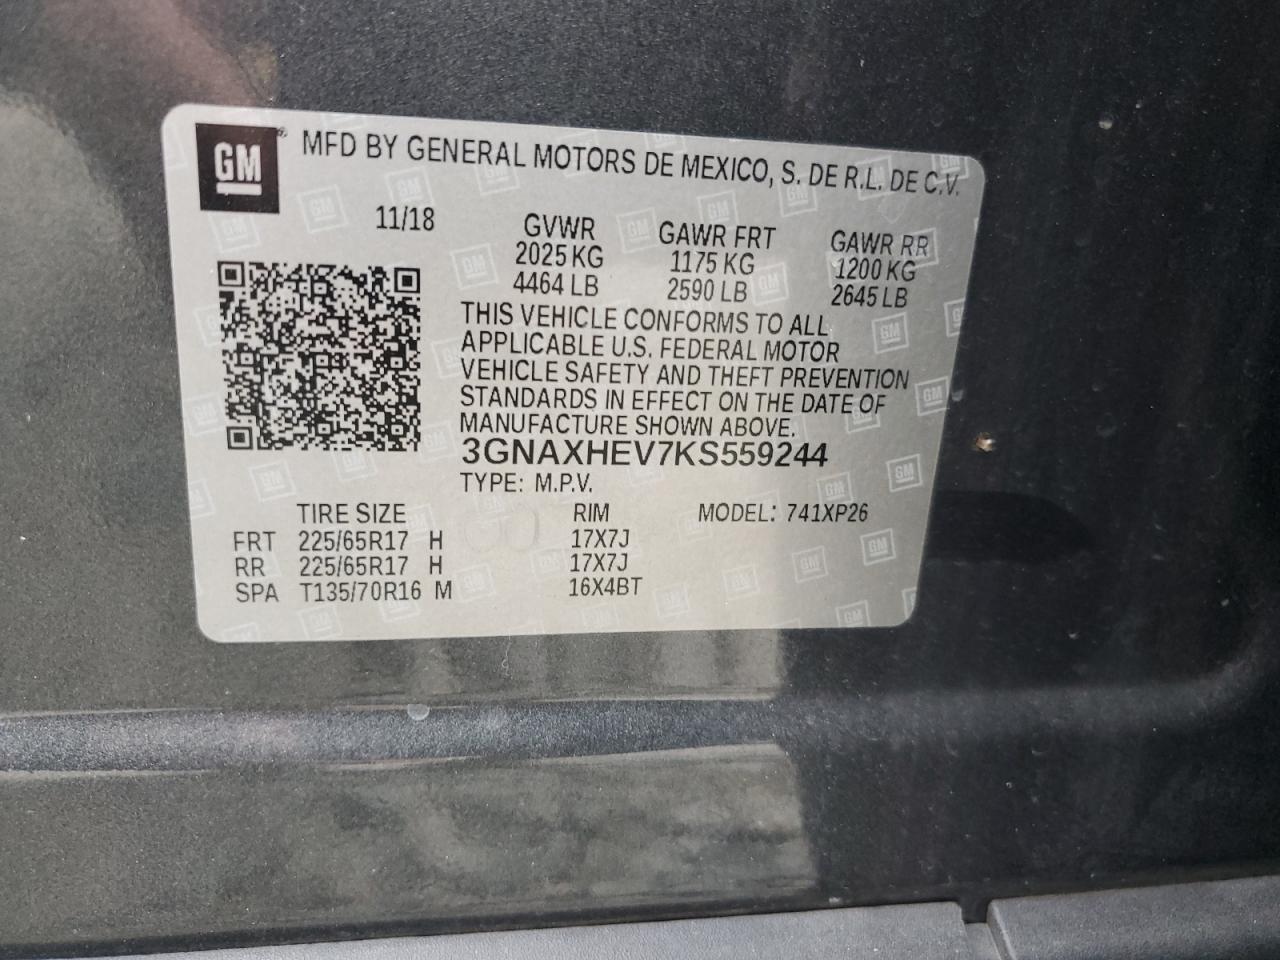 GM® MFD BY GENERAL MOTORS DE MEXICO, S. DE R.L. DE C.V.
11/18 GVWR GAWR FRT GAWR RR
2025 KG 1175 KG 1200 KG
4464 LB 2590 LB 2645 LB
THIS VEHICLE CONFORMS TO ALL
APPLICABLE U.S. FEDERAL MOTOR
VEHICLE SAFETY AND THEFT PREVENTION
STANDARDS IN EFFECT ON THE DATE OF
MANUFACTURE SHOWN ABOVE.
3GNAXHEV7KS559244
TYPE: M.P.V.
TIRE SIZE RIM MODEL: 741XP26
FRT 225/65R17 H 17X7J
RR 225/65R17 H 17X7J
SPA T135/70R16 M 16X4BT